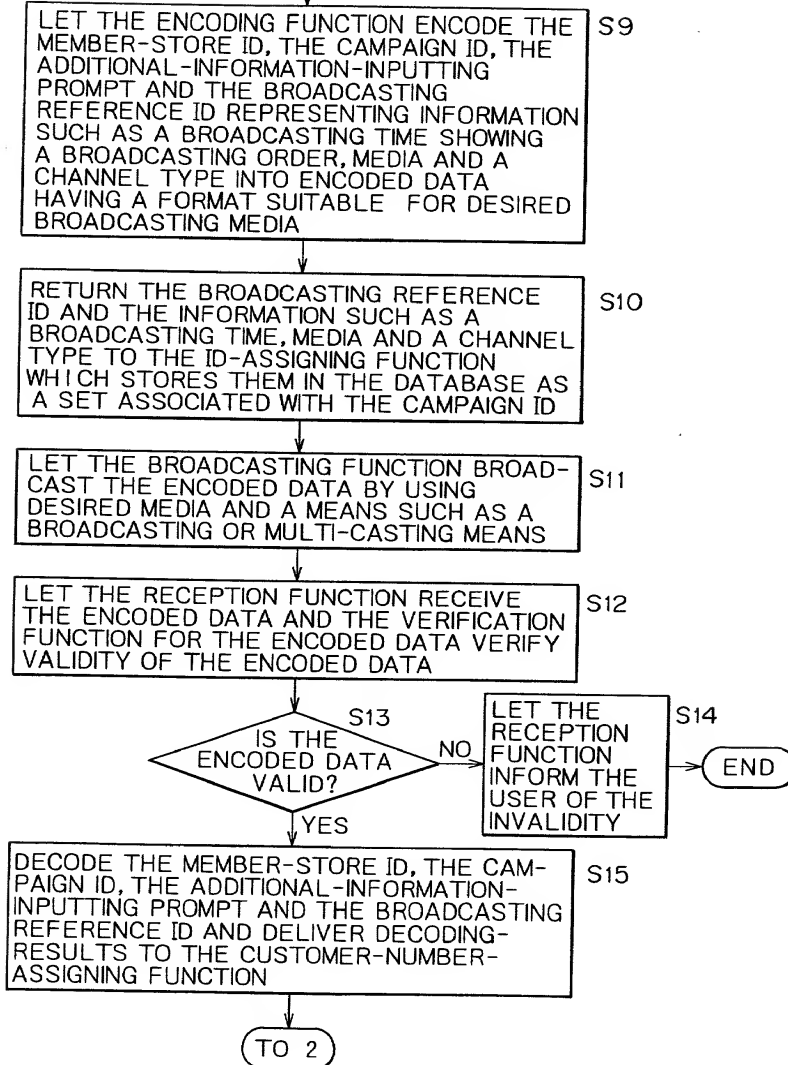 LET THE ENCODING FUNCTION ENCODE THE
MEMBER-STORE ID, THE CAMPAIGN ID, THE
ADDITIONAL-INFORMATION-INPUTTING
PROMPT AND THE BROADCASTING
REFERENCE ID REPRESENTING INFORMATION
SUCH AS A BROADCASTING TIME SHOWING
A BROADCASTING ORDER, MEDIA AND A
CHANNEL TYPE INTO ENCODED DATA
HAVING A FORMAT SUITABLE FOR DESIRED
BROADCASTING MEDIA
S9
RETURN THE BROADCASTING REFERENCE
ID AND THE INFORMATION SUCH AS A
BROADCASTING TIME, MEDIA AND A CHANNEL
TYPE TO THE ID-ASSIGNING FUNCTION
WHICH STORES THEM IN THE DATABASE AS
A SET ASSOCIATED WITH THE CAMPAIGN ID
S10
LET THE BROADCASTING FUNCTION BROAD-
CAST THE ENCODED DATA BY USING
DESIRED MEDIA AND A MEANS SUCH AS A
BROADCASTING OR MULTI-CASTING MEANS
S11
LET THE RECEPTION FUNCTION RECEIVE
THE ENCODED DATA AND THE VERIFICATION
FUNCTION FOR THE ENCODED DATA VERIFY
VALIDITY OF THE ENCODED DATA
S12
S13
IS THE
ENCODED DATA
VALID?
NO
YES
LET THE
RECEPTION
FUNCTION
INFORM THE
USER OF THE
INVALIDITY
S14
END
DECODE THE MEMBER-STORE ID, THE CAM-
PAIGN ID, THE ADDITIONAL-INFORMATION-
INPUTTING PROMPT AND THE BROADCASTING
REFERENCE ID AND DELIVER DECODING-
RESULTS TO THE CUSTOMER-NUMBER-
ASSIGNING FUNCTION
S15
TO 2